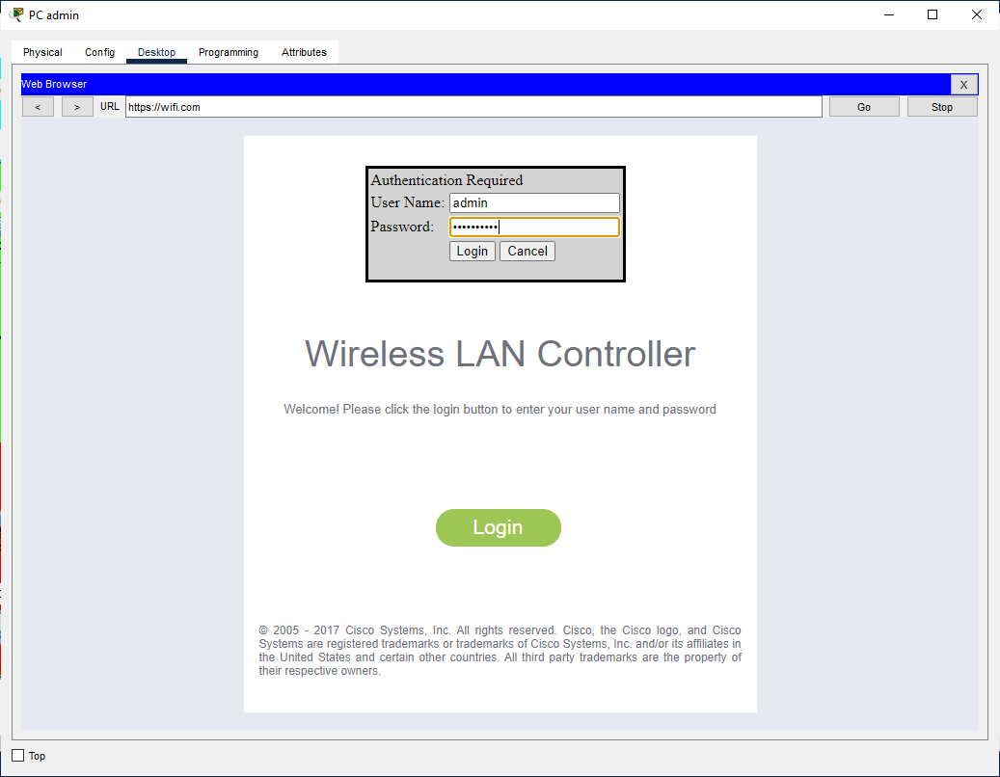 PC admin
Physical Config Desktop Programming Attributes
Web Browser X
< > URL https://wifi.com Go Stop
Authentication Required
User Name: admin
Password: ••••••••••
Login Cancel
Wireless LAN Controller
Welcome! Please click the login button to enter your user name and password
Login
© 2005 - 2017 Cisco Systems, Inc. All rights reserved. Cisco, the Cisco logo, and Cisco
Systems are registered trademarks or trademarks of Cisco Systems, Inc. and/or its affiliates in
the United States and certain other countries. All third party trademarks are the property of
their respective owners.
Top